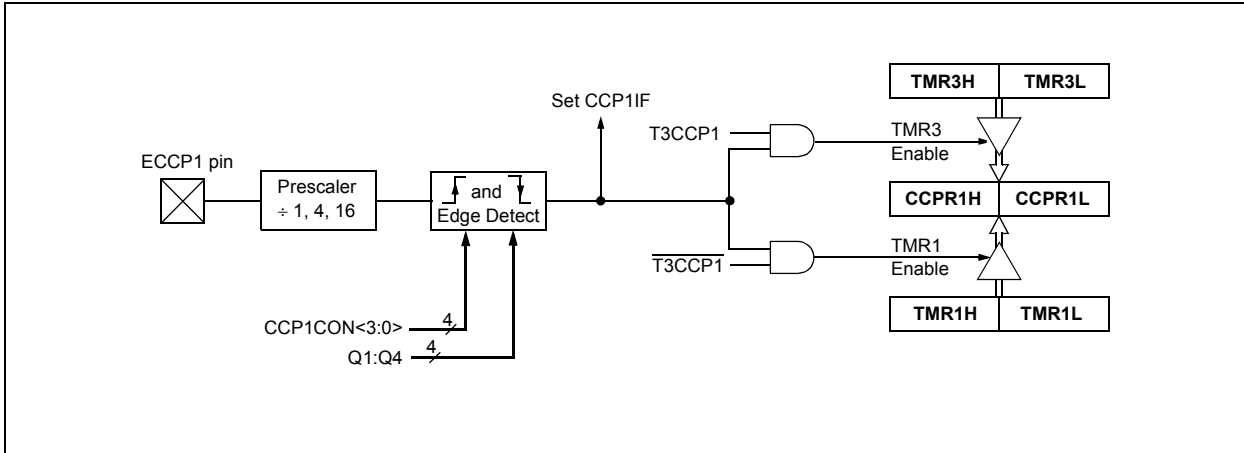 TMR3H TMR3L
Set CCP1IF
T3CCP1
TMR3
Enable
ECCP1 pin
Prescaler
÷ 1, 4, 16
and
Edge Detect
CCPR1H CCPR1L
TMR1
Enable
T3CCP1
TMR1H TMR1L
CCP1CON<3:0> 4
Q1:Q4 4